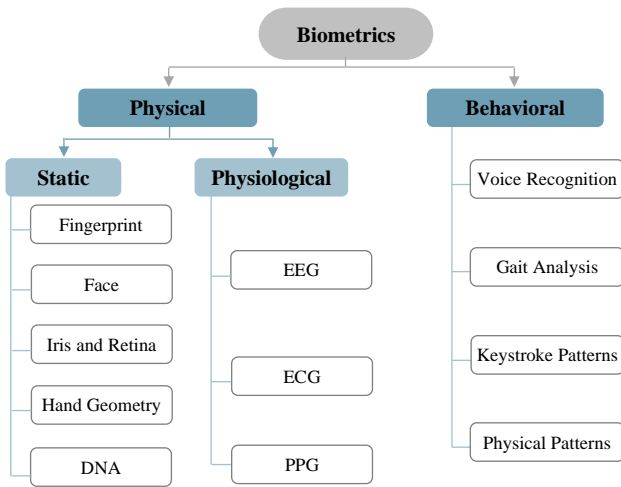 Biometrics
Physical
Behavioral
Static
Physiological
Fingerprint
Face
Iris and Retina
Hand Geometry
DNA
EEG
ECG
PPG
Voice Recognition
Gait Analysis
Keystroke Patterns
Physical Patterns